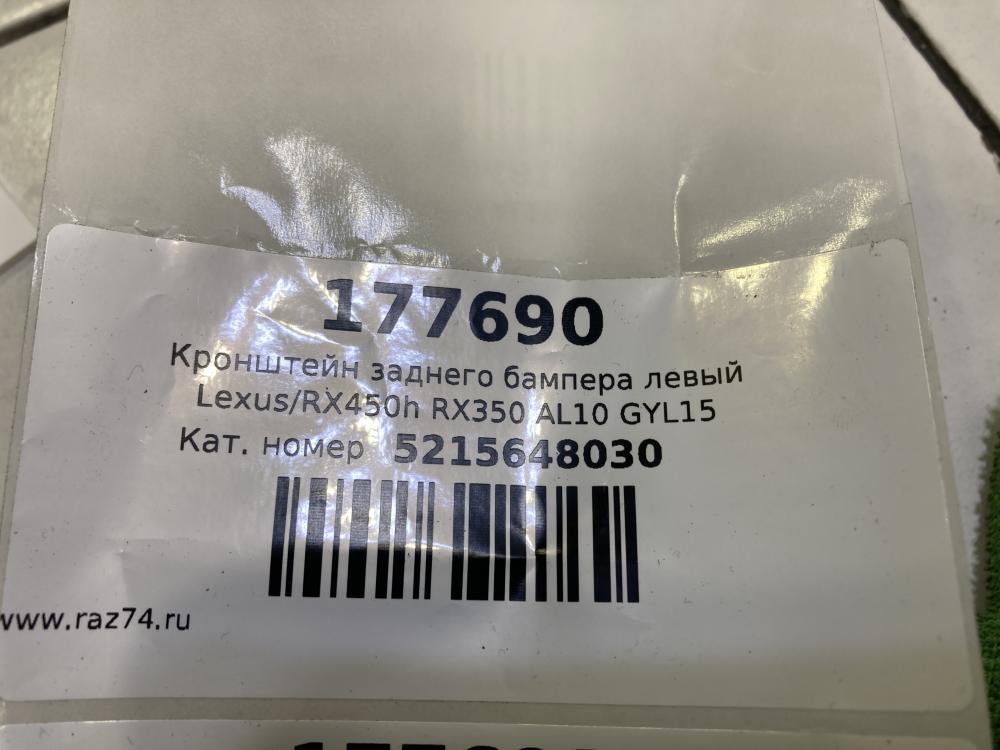 177690
Кронштейн заднего бампера левый
Lexus/RX450h RX350 AL10 GYL15
Кат. номер 5215648030
www.raz74.ru